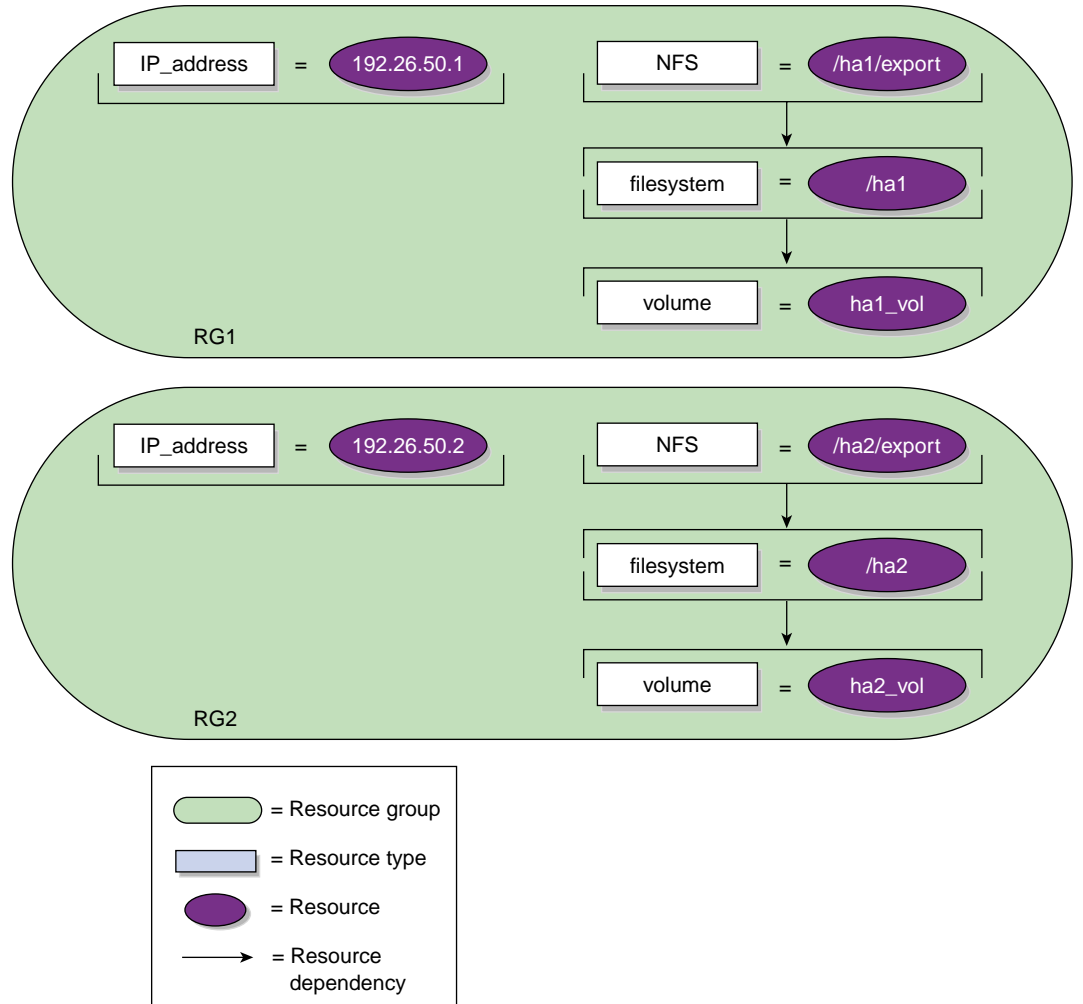 IP_address = 192.26.50.1
NFS = /ha1/export
filesystem = /ha1
volume = ha1_vol
RG1
IP_address = 192.26.50.2
NFS = /ha2/export
filesystem = /ha2
volume = ha2_vol
RG2
= Resource group
= Resource type
= Resource
= Resource
dependency